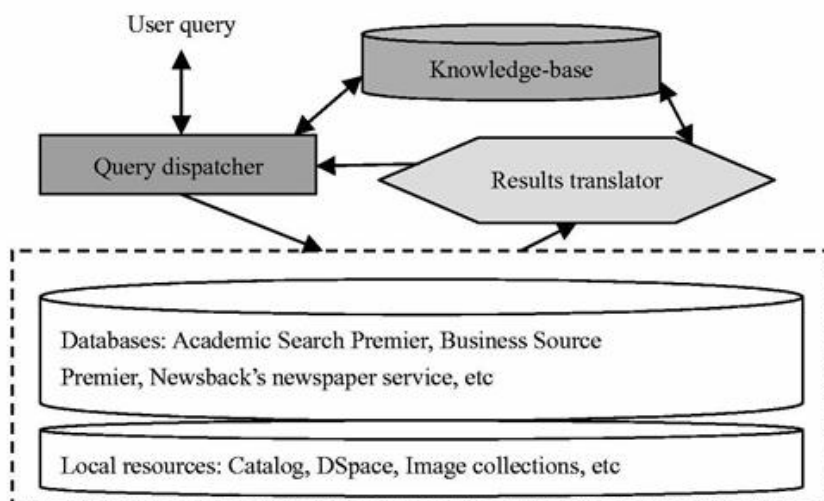 User query
Knowledge-base
Query dispatcher
Results translator
Databases: Academic Search Premier, Business Source
Premier, Newsback's newspaper service, etc
Local resources: Catalog, DSpace, Image collections, etc